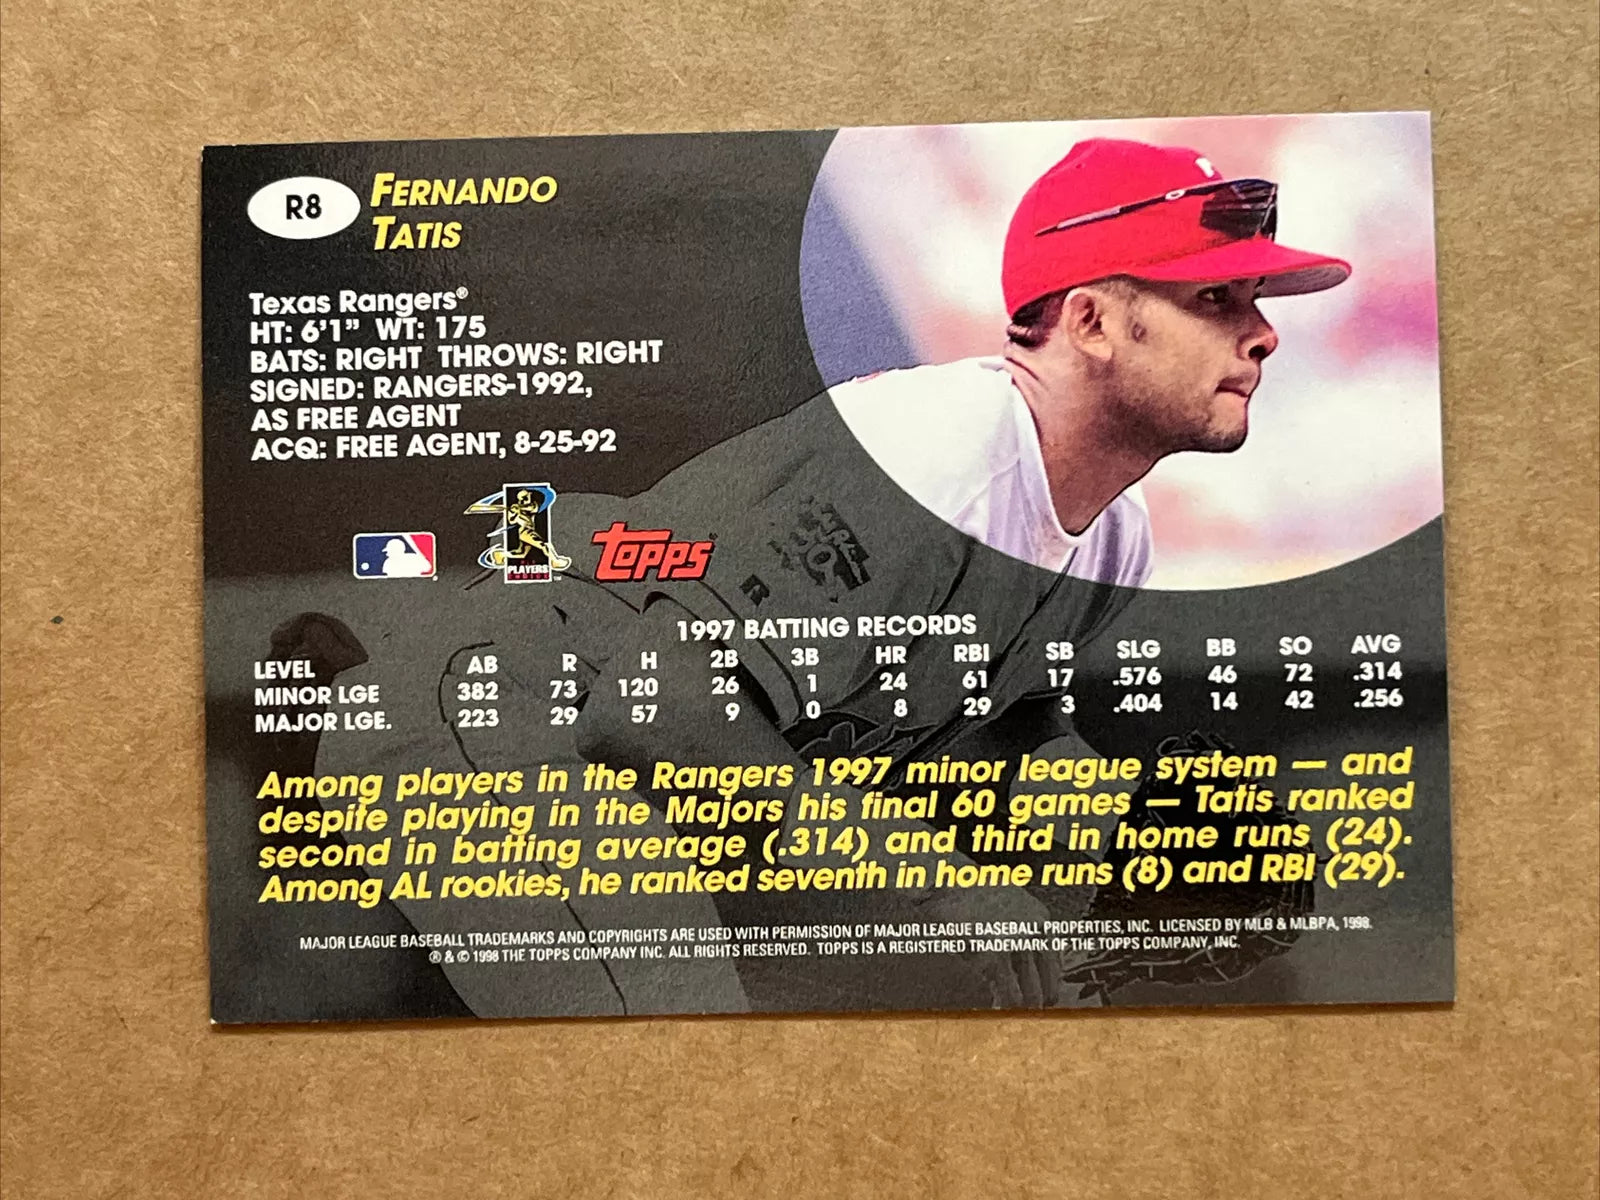 R8
FERNANDO
TATIS
Texas Rangers®
HT: 6'1" WT: 175
BATS: RIGHT THROWS: RIGHT
SIGNED: RANGERS-1992,
AS FREE AGENT
ACQ: FREE AGENT, 8-25-92
PLAYERS
CHOICE
TOPPS
1997 BATTING RECORDS
LEVEL AB R H 2B 3B HR RBI SB SLG BB SO AVG
MINOR LGE 382 73 120 26 1 24 61 17 .576 46 72 .314
MAJOR LGE. 223 29 57 9 0 8 29 3 .404 14 42 .256
Among players in the Rangers 1997 minor league system — and
despite playing in the Majors his final 60 games — Tatis ranked
second in batting average (.314) and third in home runs (24).
Among AL rookies, he ranked seventh in home runs (8) and RBI (29).
MAJOR LEAGUE BASEBALL TRADEMARKS AND COPYRIGHTS ARE USED WITH PERMISSION OF MAJOR LEAGUE BASEBALL PROPERTIES, INC. LICENSED BY MLB & MLBPA, 1998.
® & © 1998 THE TOPPS COMPANY INC. ALL RIGHTS RESERVED. TOPPS IS A REGISTERED TRADEMARK OF THE TOPPS COMPANY, INC.